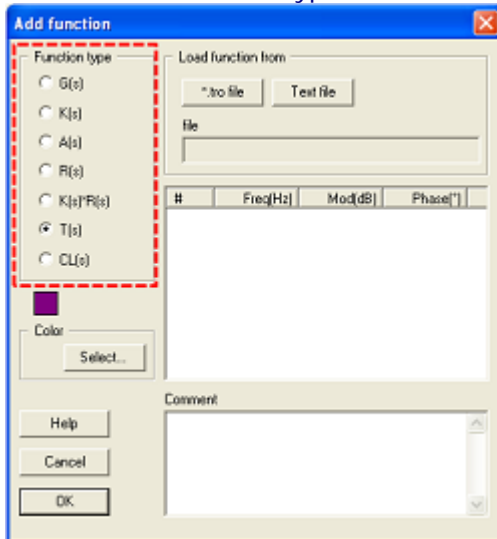 Add function
Function type
G(s)
K(s)
A(s)
R(s)
K(s)*R(s)
T(s)
CL(s)
Load function from
*.tro file
Text file
file
# Freq(Hz) Mod(dB) Phase(°)
Color
Select...
Comment
Help
Cancel
OK